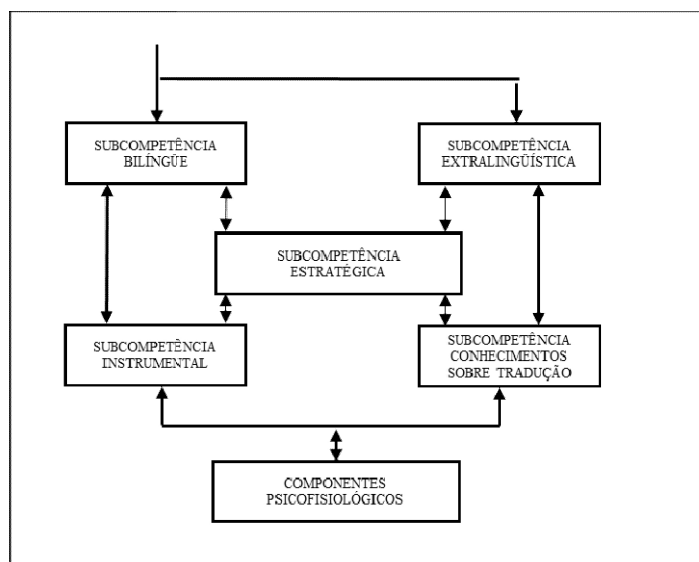 SUBCOMPETÊNCIA
BILÍNGÜE
SUBCOMPETÊNCIA
EXTRALINGÜÍSTICA
SUBCOMPETÊNCIA
ESTRATÉGICA
SUBCOMPETÊNCIA
INSTRUMENTAL
SUBCOMPETÊNCIA
CONHECIMENTOS
SOBRE TRADUÇÃO
COMPONENTES
PSICOFISIOLÓGICOS